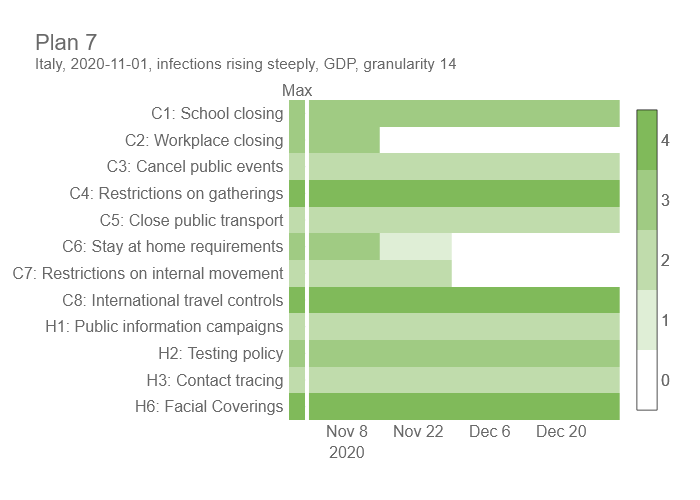 Plan 7
Italy, 2020-11-01, infections rising steeply, GDP, granularity 14
Max
C1: School closing
C2: Workplace closing
C3: Cancel public events
C4: Restrictions on gatherings
C5: Close public transport
C6: Stay at home requirements
C7: Restrictions on internal movement
C8: International travel controls
H1: Public information campaigns
H2: Testing policy
H3: Contact tracing
H6: Facial Coverings
Nov 8 Nov 22 Dec 6 Dec 20
2020
4
3
2
1
0